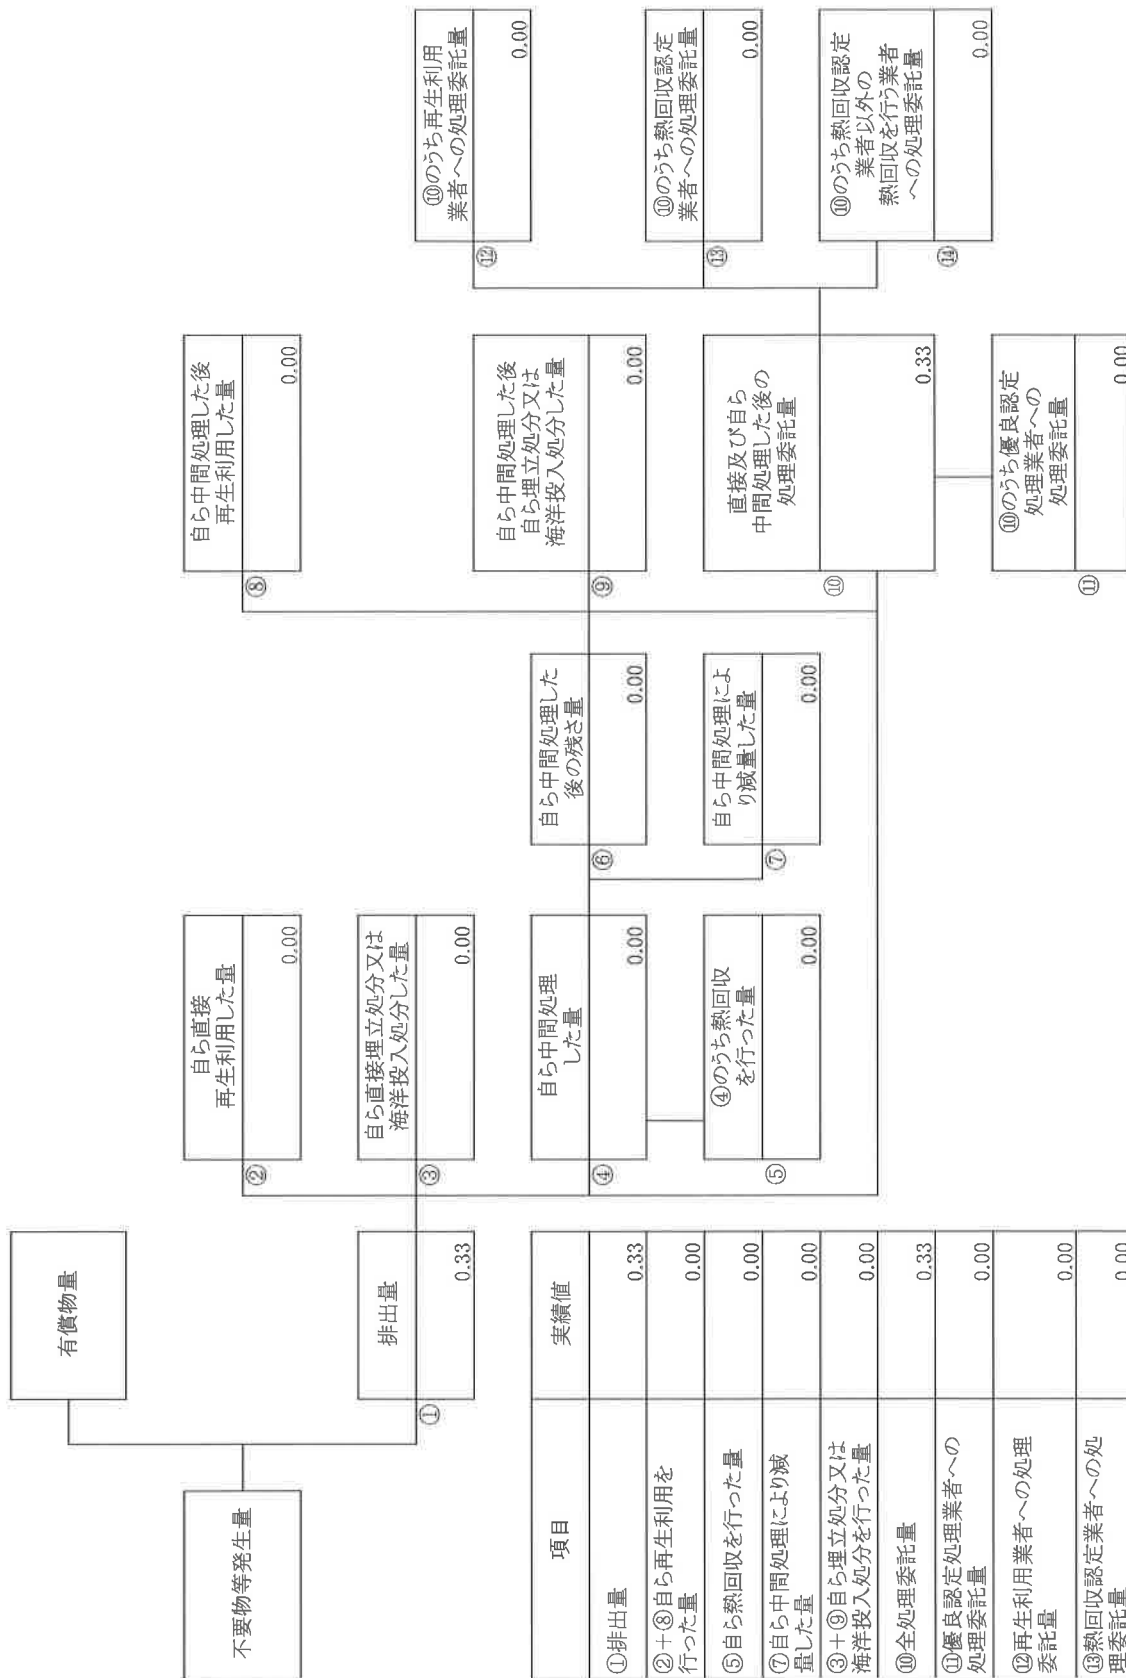 不要物等発生量
有償物量
①
排出量
0.33
②
自ら直接
再生利用した量
0.00
③
自ら直接埋立処分又は
海洋投入処分した量
0.00
④
自ら中間処理
した量
0.00
⑤
④のうち熱回収
を行った量
0.00
⑥
自ら中間処理した
後の残さ量
0.00
⑦
自ら中間処理によ
り減量した量
0.00
⑧
自ら中間処理した後
再生利用した量
0.00
⑨
自ら中間処理した後
自ら埋立処分又は
海洋投入処分した量
0.00
⑩
直接及び自ら
中間処理した後の
処理委託量
0.33
⑪
⑩のうち優良認定
処理業者への
処理委託量
0.00
⑫
⑩のうち再生利用
業者への処理委託量
0.00
⑬
⑩のうち熱回収認定
業者への処理委託量
0.00
⑭
⑩のうち熱回収認定
業者以外の
熱回収を行う業者
への処理委託量
0.00
項目
実績値
①排出量
0.33
②+⑧自ら再生利用を
行った量
0.00
⑤自ら熱回収を行った量
0.00
⑦自ら中間処理により減
量した量
0.00
③+⑨自ら埋立処分又は
海洋投入処分を行った量
0.00
⑩全処理委託量
0.33
⑪優良認定処理業者への
処理委託量
0.00
⑫再生利用業者への処理
委託量
0.00
⑬熱回収認定業者への処
理委託量
0.00